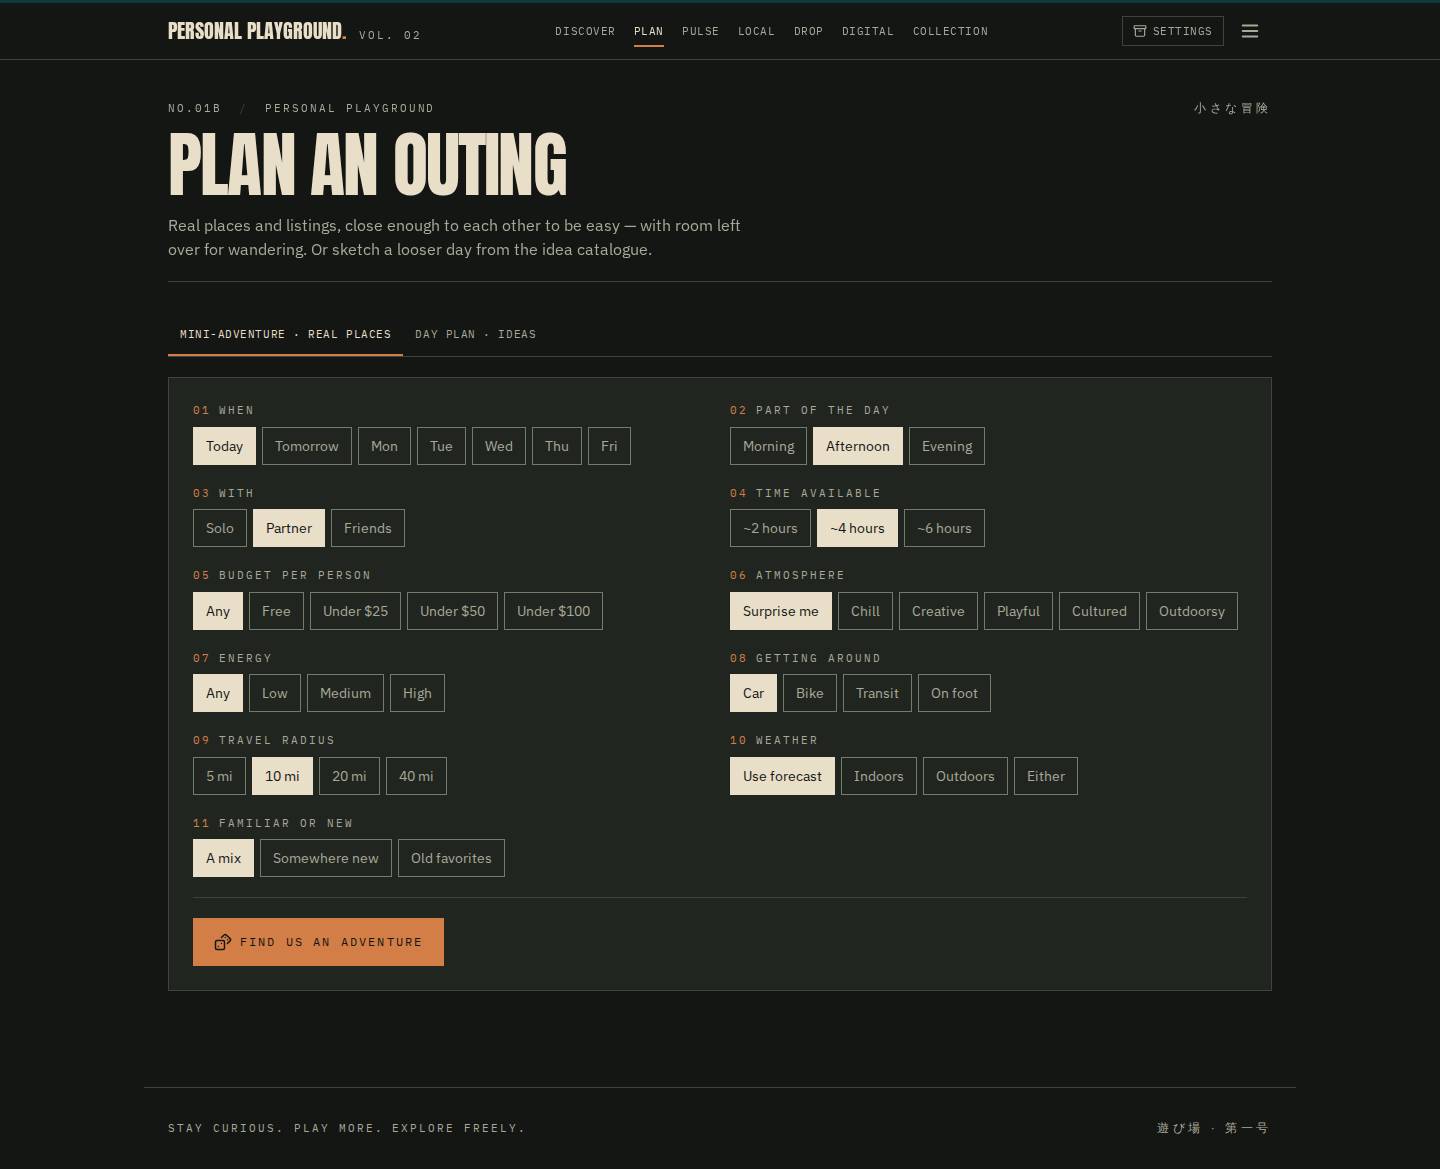 PERSONAL PLAYGROUND. VOL. 02
DISCOVER PLAN PULSE LOCAL DROP DIGITAL COLLECTION
SETTINGS
NO.01B / PERSONAL PLAYGROUND
小さな冒険
PLAN AN OUTING
Real places and listings, close enough to each other to be easy — with room left
over for wandering. Or sketch a looser day from the idea catalogue.
MINI-ADVENTURE · REAL PLACES DAY PLAN · IDEAS
01 WHEN
Today Tomorrow Mon Tue Wed Thu Fri
02 PART OF THE DAY
Morning Afternoon Evening
03 WITH
Solo Partner Friends
04 TIME AVAILABLE
~2 hours ~4 hours ~6 hours
05 BUDGET PER PERSON
Any Free Under $25 Under $50 Under $100
06 ATMOSPHERE
Surprise me Chill Creative Playful Cultured Outdoorsy
07 ENERGY
Any Low Medium High
08 GETTING AROUND
Car Bike Transit On foot
09 TRAVEL RADIUS
5 mi 10 mi 20 mi 40 mi
10 WEATHER
Use forecast Indoors Outdoors Either
11 FAMILIAR OR NEW
A mix Somewhere new Old favorites
FIND US AN ADVENTURE
STAY CURIOUS. PLAY MORE. EXPLORE FREELY.
遊び場 · 第一号